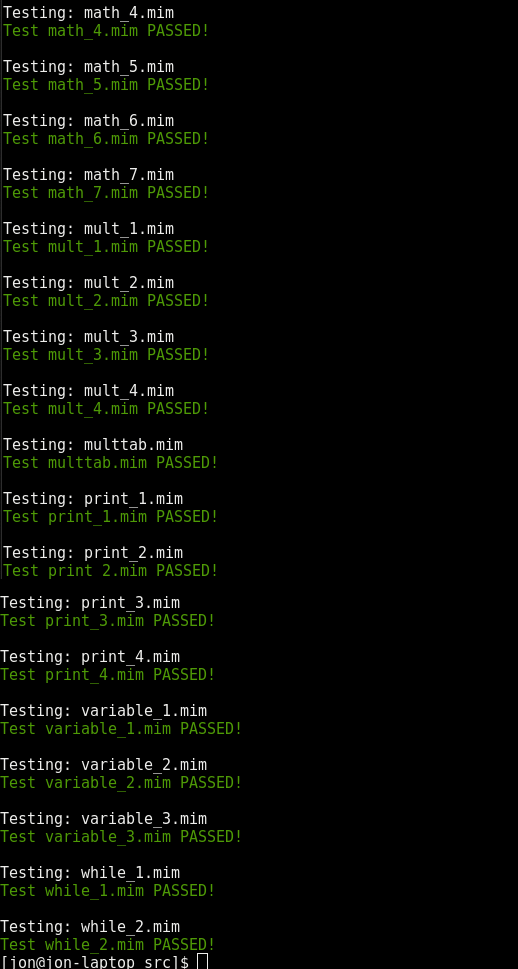 Testing: math_4.mim
Test math_4.mim PASSED!
Testing: math_5.mim
Test math_5.mim PASSED!
Testing: math_6.mim
Test math_6.mim PASSED!
Testing: math_7.mim
Test math_7.mim PASSED!
Testing: mult_1.mim
Test mult_1.mim PASSED!
Testing: mult_2.mim
Test mult_2.mim PASSED!
Testing: mult_3.mim
Test mult_3.mim PASSED!
Testing: mult_4.mim
Test mult_4.mim PASSED!
Testing: multtab.mim
Test multtab.mim PASSED!
Testing: print_1.mim
Test print_1.mim PASSED!
Testing: print_2.mim
Test print 2.mim PASSED!
Testing: print_3.mim
Test print_3.mim PASSED!
Testing: print_4.mim
Test print_4.mim PASSED!
Testing: variable_1.mim
Test variable_1.mim PASSED!
Testing: variable_2.mim
Test variable_2.mim PASSED!
Testing: variable_3.mim
Test variable_3.mim PASSED!
Testing: while_1.mim
Test while_1.mim PASSED!
Testing: while_2.mim
Test while_2.mim PASSED!
[jon@jon-laptop src]$